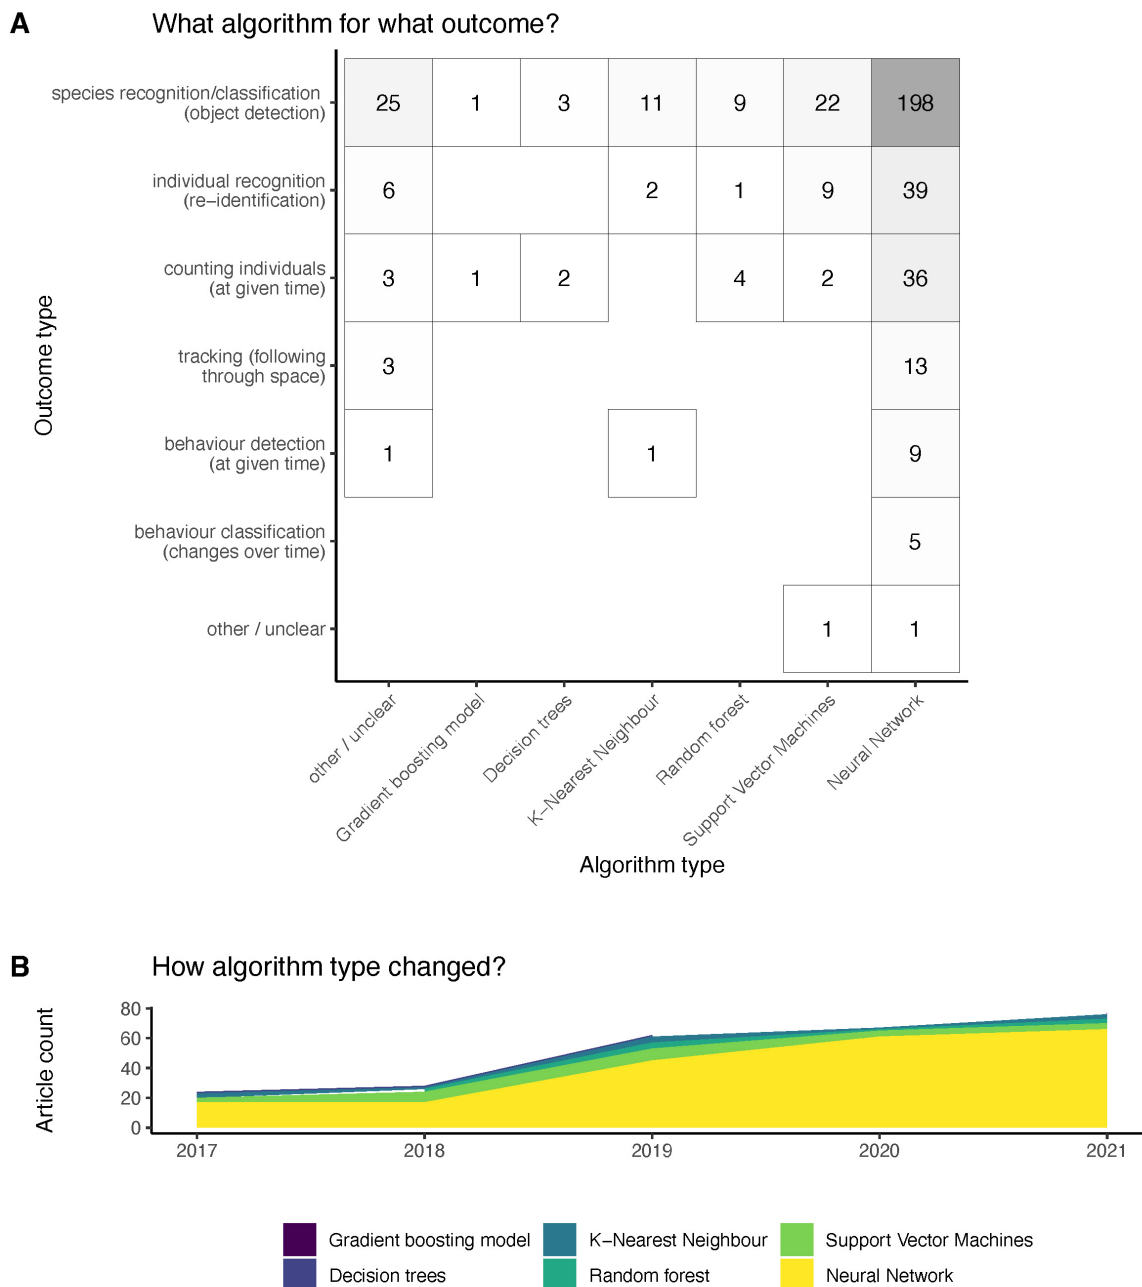 A
What algorithm for what outcome?
species recognition/classification
(object detection)
25 1 3 11 9 22 198
individual recognition
(re−identification)
6 2 1 9 39
counting individuals
(at given time)
3 1 2 4 2 36
tracking (following
through space)
3 13
behaviour detection
(at given time)
1 1 9
behaviour classification
(changes over time)
5
other / unclear
1 1
Outcome type
other / unclear
Gradient boosting model
Decision trees
K−Nearest Neighbour
Random forest
Support Vector Machines
Neural Network
Algorithm type
B
How algorithm type changed?
Article count
80
60
40
20
0
2017 2018 2019 2020 2021
Gradient boosting model K−Nearest Neighbour Support Vector Machines
Decision trees Random forest Neural Network